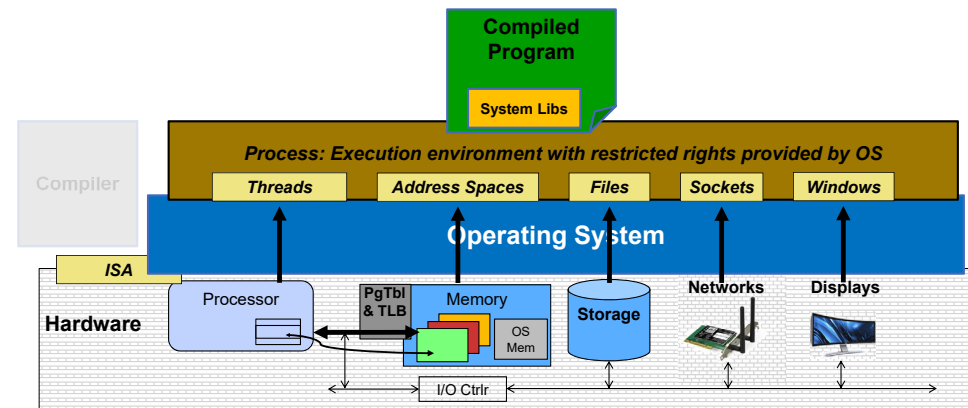 Compiled
Program
System Libs
Process: Execution environment with restricted rights provided by OS
Compiler
Threads
Address Spaces
Files
Sockets
Windows
Operating System
ISA
Hardware
Processor
PgTbl
& TLB
Memory
OS
Mem
Storage
Networks
Displays
I/O Ctrlr